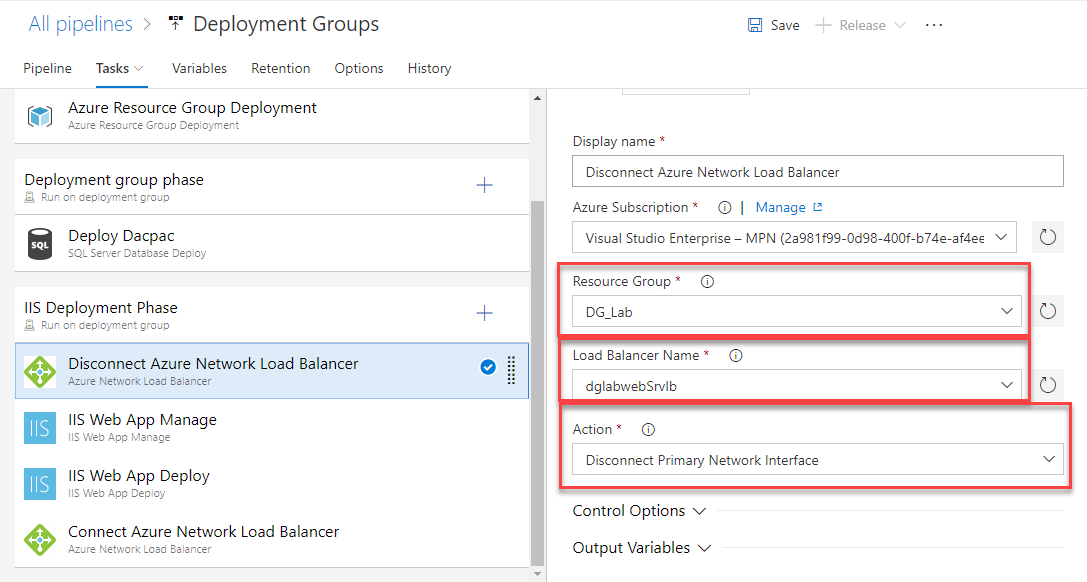 All pipelines > Deployment Groups
Save + Release ...
Pipeline Tasks Variables Retention Options History
Azure Resource Group Deployment
Azure Resource Group Deployment
Deployment group phase
Run on deployment group
SQL
Deploy Dacpac
SQL Server Database Deploy
IIS Deployment Phase
Run on deployment group
Disconnect Azure Network Load Balancer
Azure Network Load Balancer
IIS
IIS Web App Manage
IIS Web App Manage
IIS
IIS Web App Deploy
IIS Web App Deploy
Connect Azure Network Load Balancer
Azure Network Load Balancer
Display name *
Disconnect Azure Network Load Balancer
Azure Subscription * | Manage
Visual Studio Enterprise – MPN (2a981f99-0d98-400f-b74e-af4ee
Resource Group *
DG_Lab
Load Balancer Name *
dglabwebSrvlb
Action *
Disconnect Primary Network Interface
Control Options
Output Variables